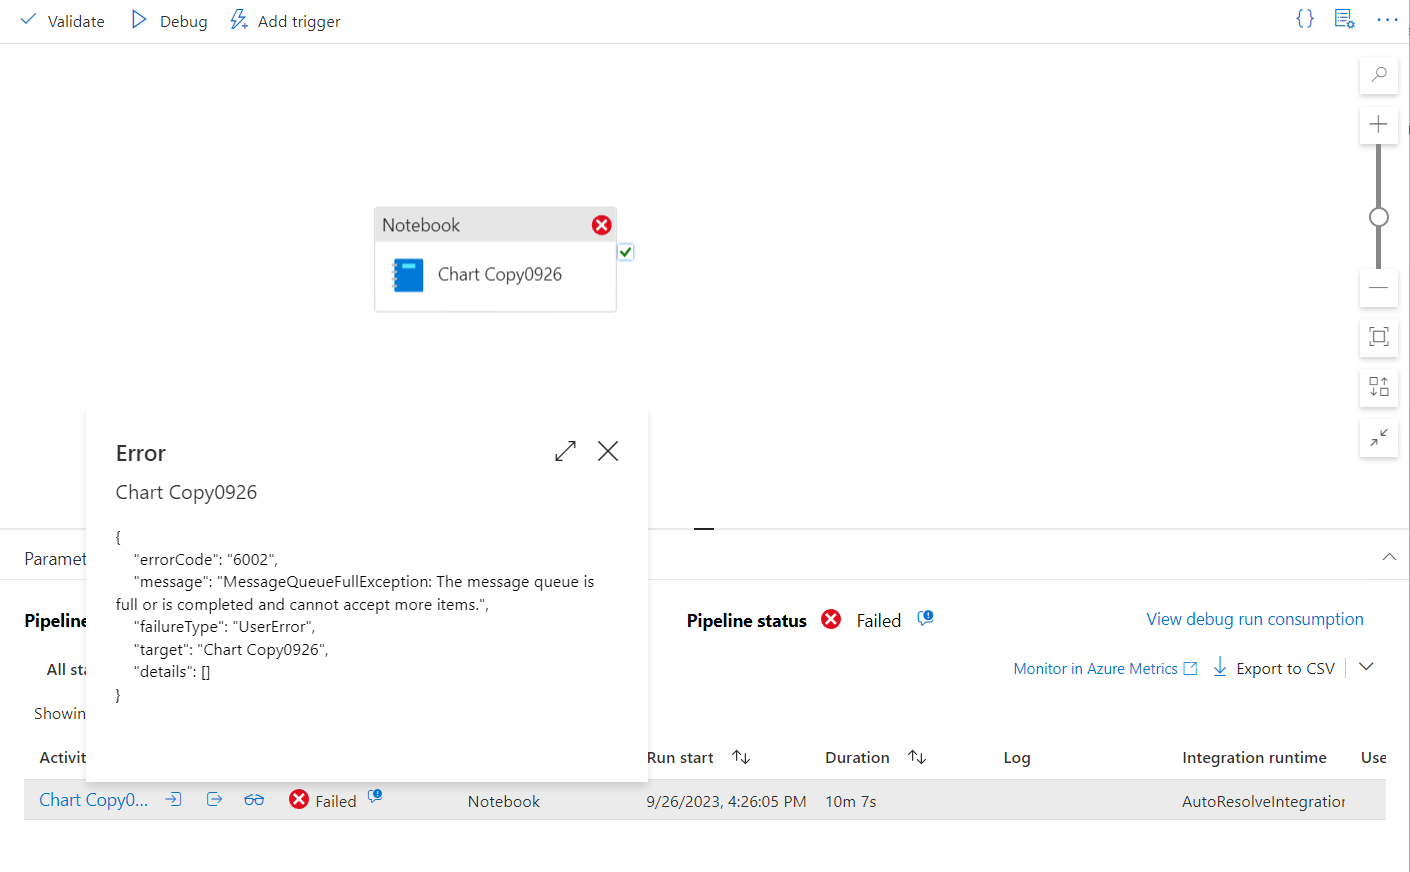 Validate Debug Add trigger {}
Notebook
Chart Copy0926
Error
Chart Copy0926
{
"errorCode": "6002",
"message": "MessageQueueFullException: The message queue is
full or is completed and cannot accept more items.",
"failureType": "UserError",
"target": "Chart Copy0926",
"details": []
}
Paramet
Pipeline
Pipeline status Failed View debug run consumption
All sta
Monitor in Azure Metrics Export to CSV
Showin
Activit Run start Duration Log Integration runtime Use
Chart Copy0... Failed Notebook 9/26/2023, 4:26:05 PM 10m 7s AutoResolveIntegration